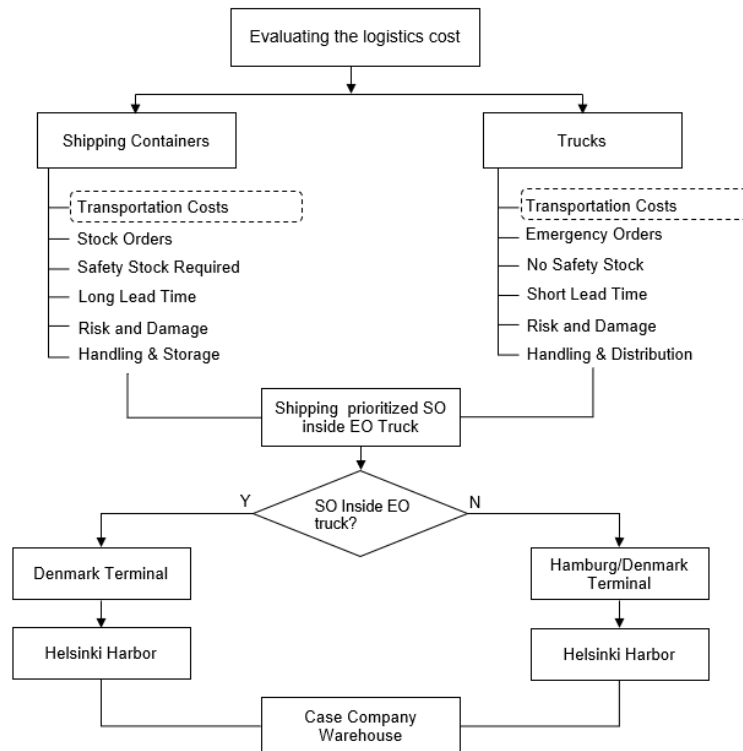 Evaluating the logistics cost
Shipping Containers
Transportation Costs
Stock Orders
Safety Stock Required
Long Lead Time
Risk and Damage
Handling & Storage
Trucks
Transportation Costs
Emergency Orders
No Safety Stock
Short Lead Time
Risk and Damage
Handling & Distribution
Shipping prioritized SO
inside EO Truck
SO Inside EO
truck?
Y
N
Denmark Terminal
Helsinki Harbor
Hamburg/Denmark
Terminal
Helsinki Harbor
Case Company
Warehouse